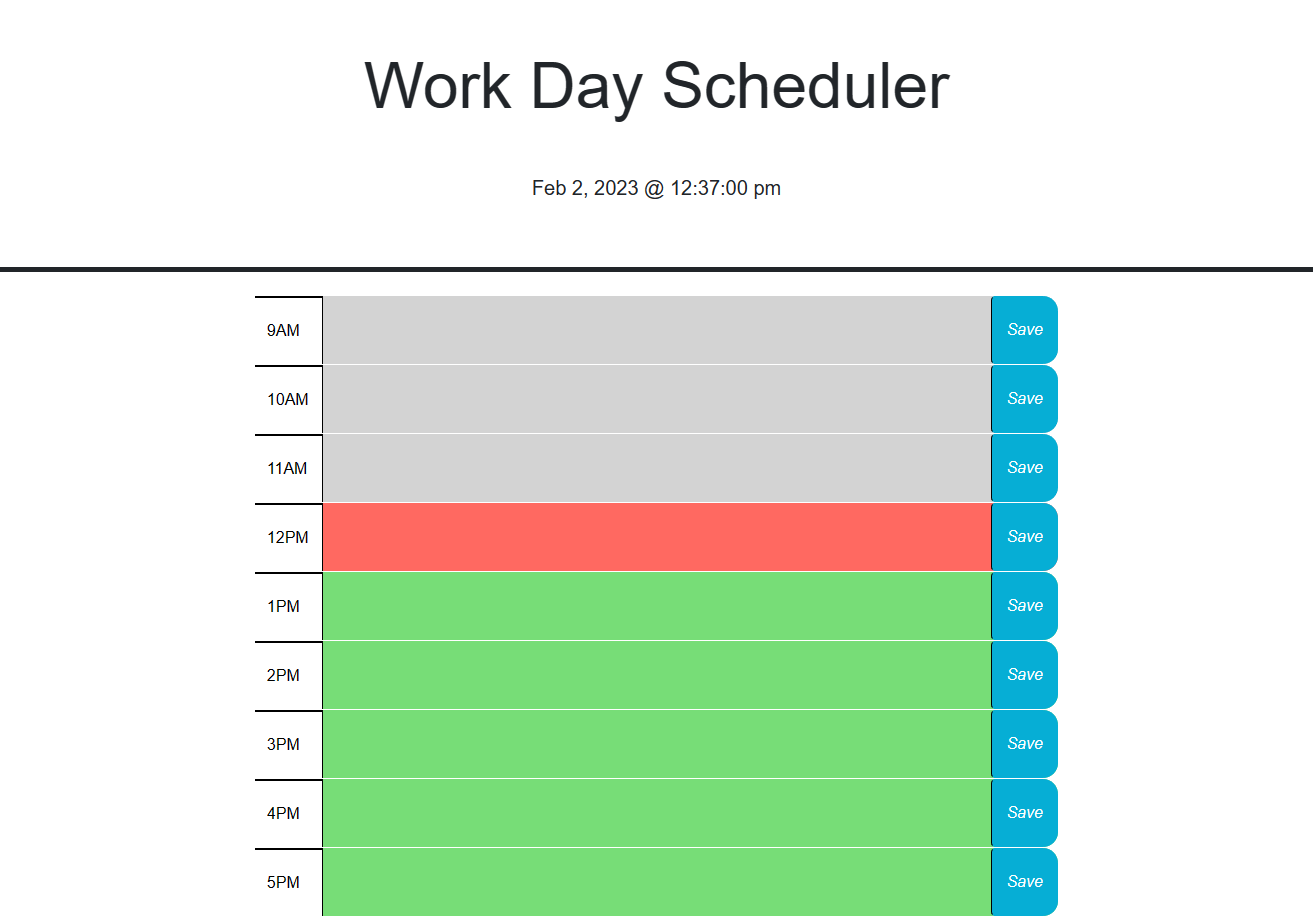 Work Day Scheduler
Feb 2, 2023 @ 12:37:00 pm
9AM Save
10AM Save
11AM Save
12PM Save
1PM Save
2PM Save
3PM Save
4PM Save
5PM Save